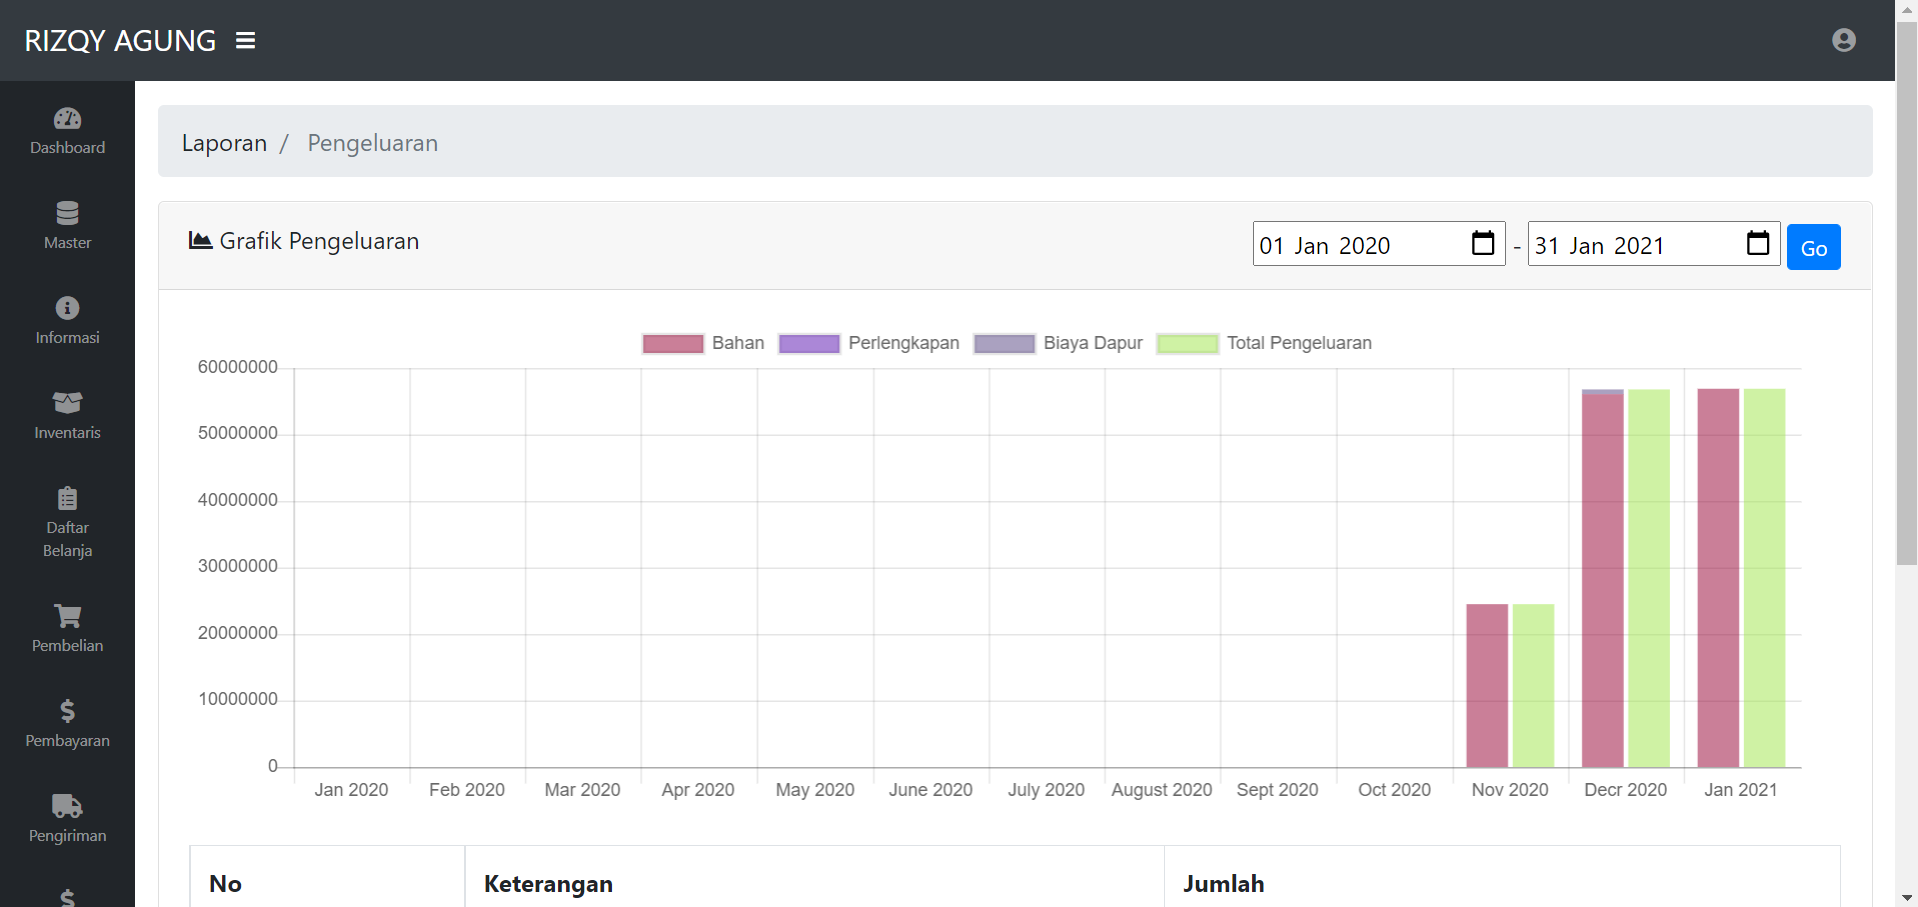 RIZQY AGUNG
Dashboard
Master
Informasi
Inventaris
Daftar
Belanja
Pembelian
Pembayaran
Pengiriman
Laporan / Pengeluaran
Grafik Pengeluaran
01 Jan 2020 - 31 Jan 2021 Go
Bahan Perlengkapan Biaya Dapur Total Pengeluaran
60000000
50000000
40000000
30000000
20000000
10000000
0
Jan 2020 Feb 2020 Mar 2020 Apr 2020 May 2020 June 2020 July 2020 August 2020 Sept 2020 Oct 2020 Nov 2020 Decr 2020 Jan 2021
No Keterangan Jumlah